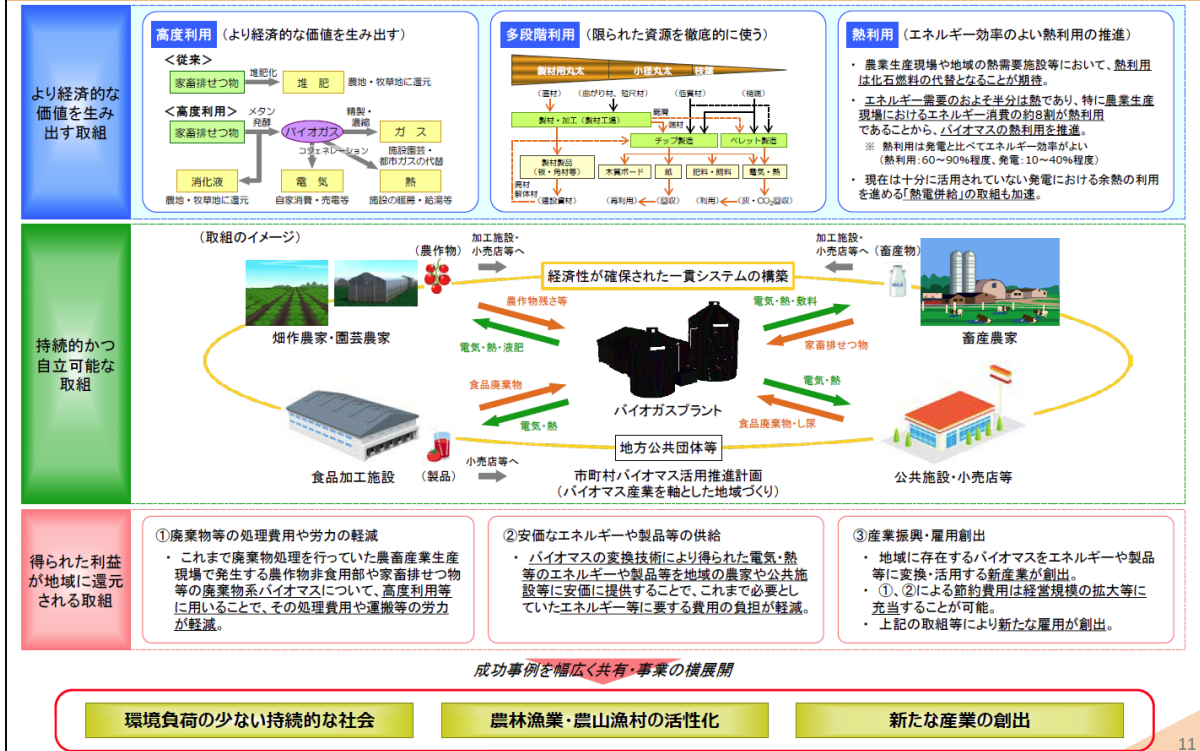 より経済的な
価値を生み
出す取組
高度利用
(より経済的な価値を生み出す)
<従来>
家畜排せつ物
堆肥化
堆 肥
農地・牧草地に還元
<高度利用>
メタン
発酵
精製・
濃縮
家畜排せつ物
バイオガス
ガ ス
コジェネレーション
施設園芸・
都市ガスの代替
消化液
電 気
熱
農地・牧草地に還元
自家消費・売電等
施設の暖房・給湯等
多段階利用
(限られた資源を徹底的に使う)
製材用丸太
小径丸太
枝葉
(直材)
(曲がり材、短尺材)
(低質材)
(梢端)
製材・加工(製材工場)
端材
チップ製造
ペレット製造
製材製品
(板・角材等)
木質ボード
紙
肥料・飼料
電気・熱
廃材
解体材
(建設資材)
(再利用)
(回収)
(利用)
(灰・CO₂回収)
熱利用
(エネルギー効率のよい熱利用の推進)
・ 農業生産現場や地域の熱需要施設等において、熱利用
は化石燃料の代替となることが期待。
・ エネルギー需要のおよそ半分は熱であり、特に農業生産
現場におけるエネルギー消費の約8割が熱利用
であることから、バイオマスの熱利用を推進。
※ 熱利用は発電と比べてエネルギー効率がよい
(熱利用:60~90%程度、発電:10~40%程度)
・ 現在は十分に活用されていない発電における余熱の利用
を進める「熱電併給」の取組も加速。
持続的かつ
自立可能な
取組
(取組のイメージ)
(農作物)
加工施設・
小売店等へ
経済性が確保された一貫システムの構築
加工施設・
小売店等へ
(畜産物)
MILK
農作物残さ等
電気・熱・敷料
畑作農家・園芸農家
電気・熱・液肥
家畜排せつ物
畜産農家
食品廃棄物
電気・熱
バイオガスプラント
電気・熱
食品廃棄物・し尿
地方公共団体等
食品加工施設
(製品)
小売店等へ
市町村バイオマス活用推進計画
(バイオマス産業を軸とした地域づくり)
公共施設・小売店等
得られた利益
が地域に還元
される取組
①廃棄物等の処理費用や労力の軽減
・ これまで廃棄物処理を行っていた農畜産業生産
現場で発生する農作物非食用部や家畜排せつ物
等の廃棄物系バイオマスについて、高度利用等
に用いることで、その処理費用や運搬等の労力
が軽減。
②安価なエネルギーや製品等の供給
・ バイオマスの変換技術により得られた電気・熱
等のエネルギーや製品等を地域の農家や公共施
設等に安価に提供することで、これまで必要とし
ていたエネルギー等に要する費用の負担が軽減。
③産業振興・雇用創出
・ 地域に存在するバイオマスをエネルギーや製品
等に変換・活用する新産業が創出。
・ ①、②による節約費用は経営規模の拡大等に
充当することが可能。
・ 上記の取組等により新たな雇用が創出。
成功事例を幅広く共有・事業の横展開
環境負荷の少ない持続的な社会
農林漁業・農山漁村の活性化
新たな産業の創出
11